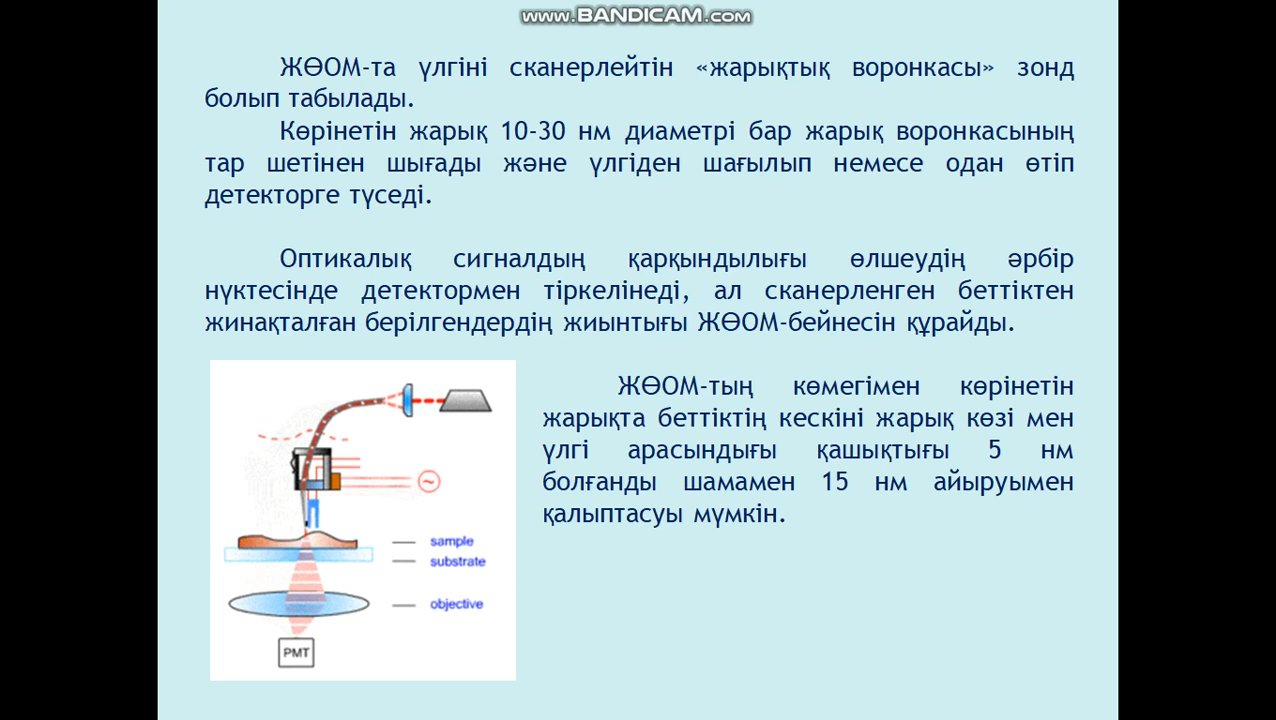 www.BANDICAM.com
ЖӨОМ-та үлгіні сканерлейтін «жарықтық воронкасы» зонд
болып табылады.
Көрінетін жарық 10-30 нм диаметрі бар жарық воронкасының
тар шетінен шығады және үлгіден шағылып немесе одан өтіп
детекторге түседі.
Оптикалық сигналдың қарқындылығы өлшеудің әрбір
нүктесінде детектормен тіркелінеді, ал сканерленген беттіктен
жинақталған берілгендердің жиынтығы ЖӨОМ-бейнесін құрайды.
ЖӨОМ-тың көмегімен көрінетін
жарықта беттіктің кескіні жарық көзі мен
үлгі арасындығы қашықтығы 5 нм
болғанды шамамен 15 нм айыруымен
қалыптасуы мүмкін.
sample
substrate
objective
PMT